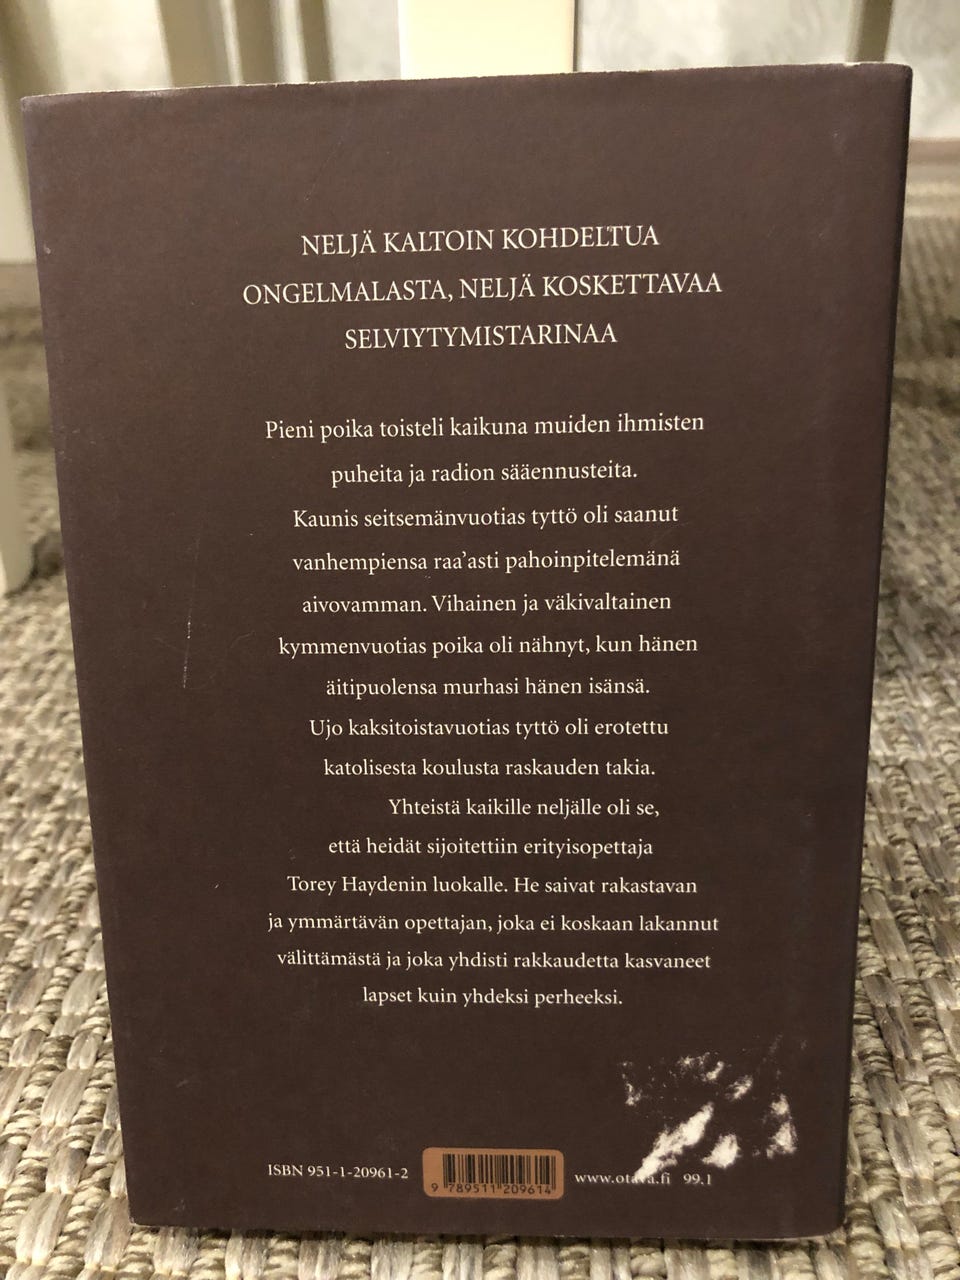 NELJÄ KALTOIN KOHDELTUA
ONGELMALASTA, NELJÄ KOSKETTAVAA
SELVIYTYMISTARINAA
Pieni poika toisteli kaikuna muiden ihmisten
puheita ja radion sääennusteita.
Kaunis seitsemänvuotias tyttö oli saanut
vanhempiensa raa'asti pahoinpitelemänä
aivovamman. Vihainen ja väkivaltainen
kymmenvuotias poika oli nähnyt, kun hänen
äitipuolensa murhasi hänen isänsä.
Ujo kaksitoistavuotias tyttö oli erotettu
katolisesta koulusta raskauden takia.
Yhteistä kaikille neljälle oli se,
että heidät sijoitettiin erityisopettaja
Torey Haydenin luokalle. He saivat rakastavan
ja ymmärtävän opettajan, joka ei koskaan lakannut
välittämästä ja joka yhdisti rakkaudetta kasvaneet
lapset kuin yhdeksi perheeksi.
ISBN 951-1-20961-2
9 789511 209614
www.otava.fi 99.1